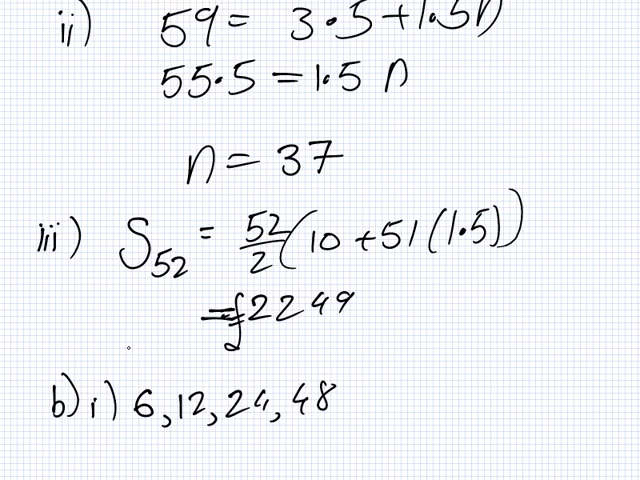 ii) 59 = 3.5 + 1.5n
55.5 = 1.5 n
n = 37
iii) S52 = 52/2 (10 + 51(1.5))
= £2249
b) i) 6, 12, 24, 48